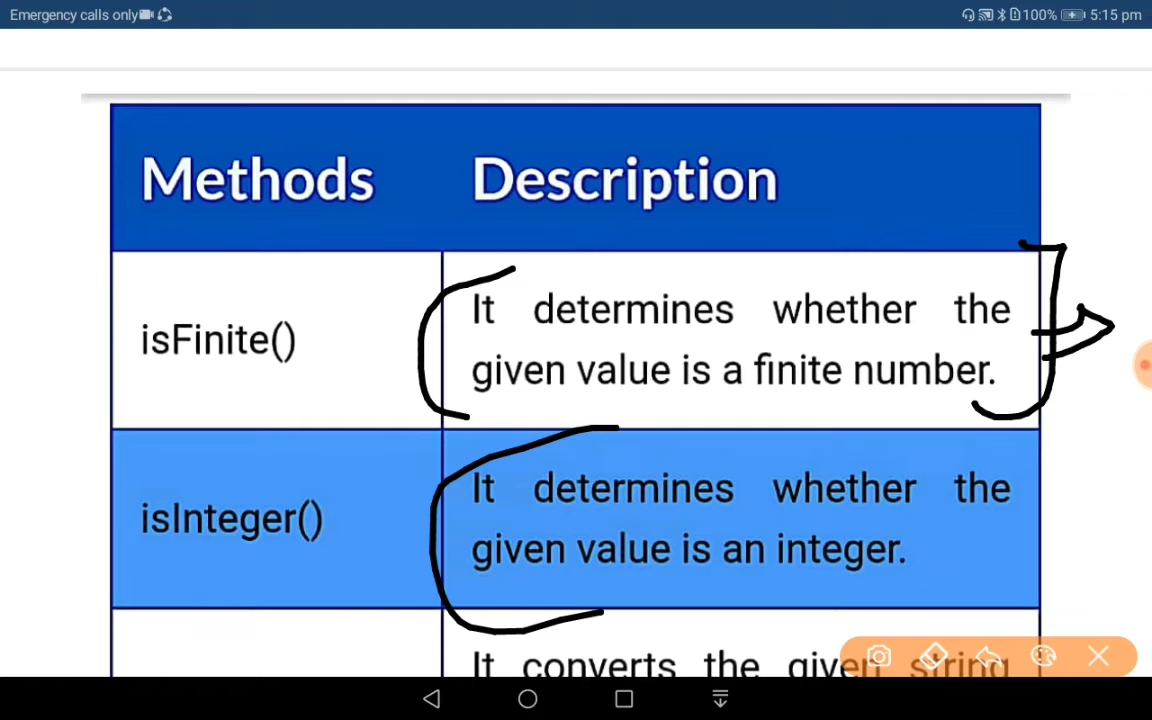 Emergency calls only
100% 5:15 pm
Methods Description
isFinite()
It determines whether the
given value is a finite number.
isInteger()
It determines whether the
given value is an integer.
It converts the given string